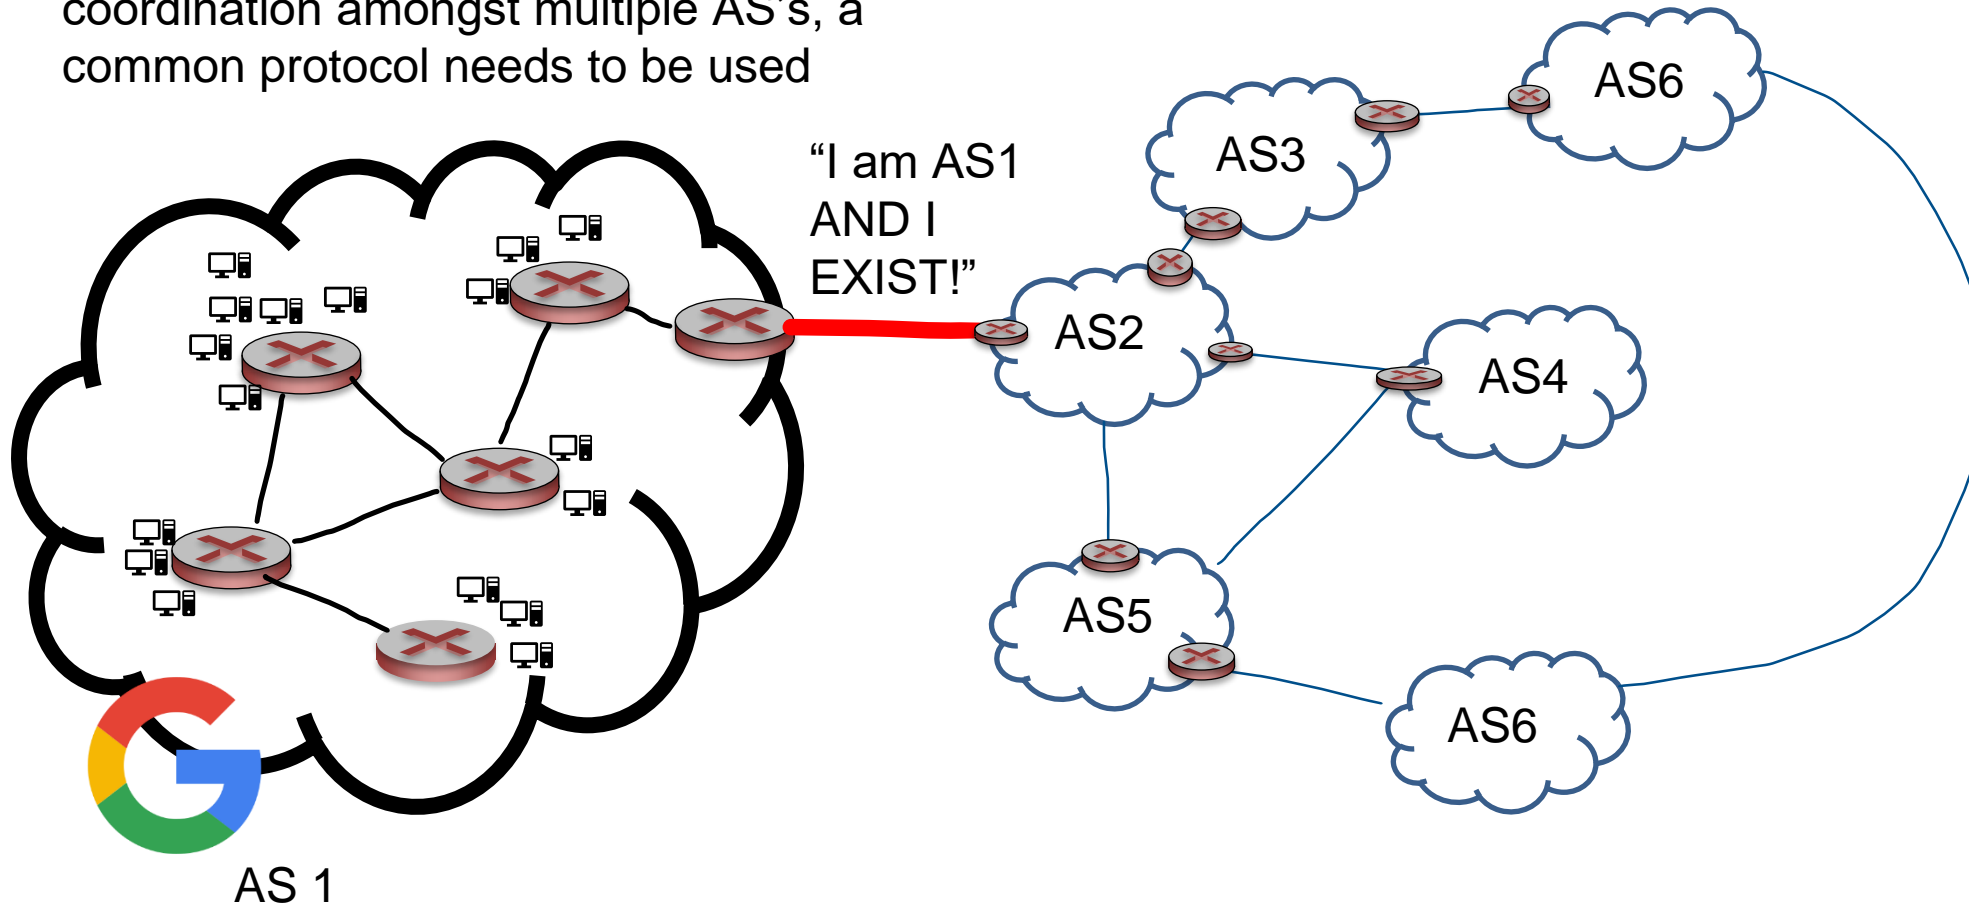 coordination amongst multiple AS’s, a
common protocol needs to be used
“I am AS1
AND I
EXIST!”
AS6
AS3
AS2
AS4
AS5
AS6
AS 1